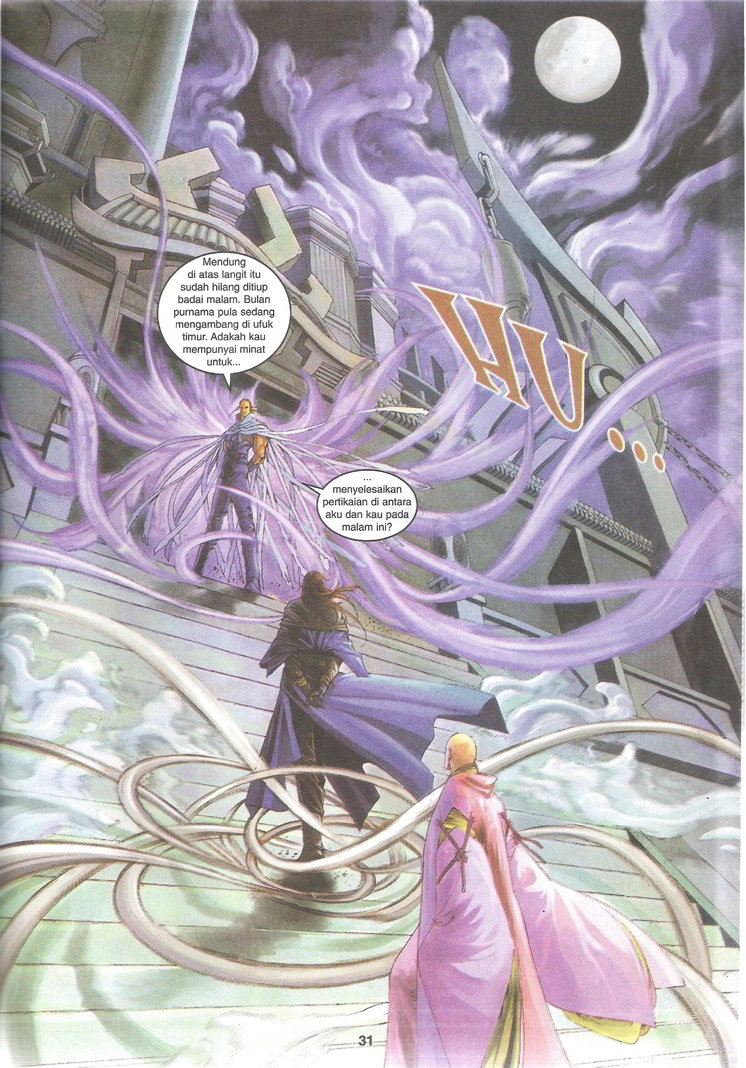 Mendung
di atas langit itu
sudah hilang ditiup
badai malam. Bulan
purnama pula sedang
mengambang di ufuk
timur. Adakah kau
mempunyai minat
untuk...
HU...
...
menyelesaikan
pertikaian di antara
aku dan kau pada
malam ini?
31